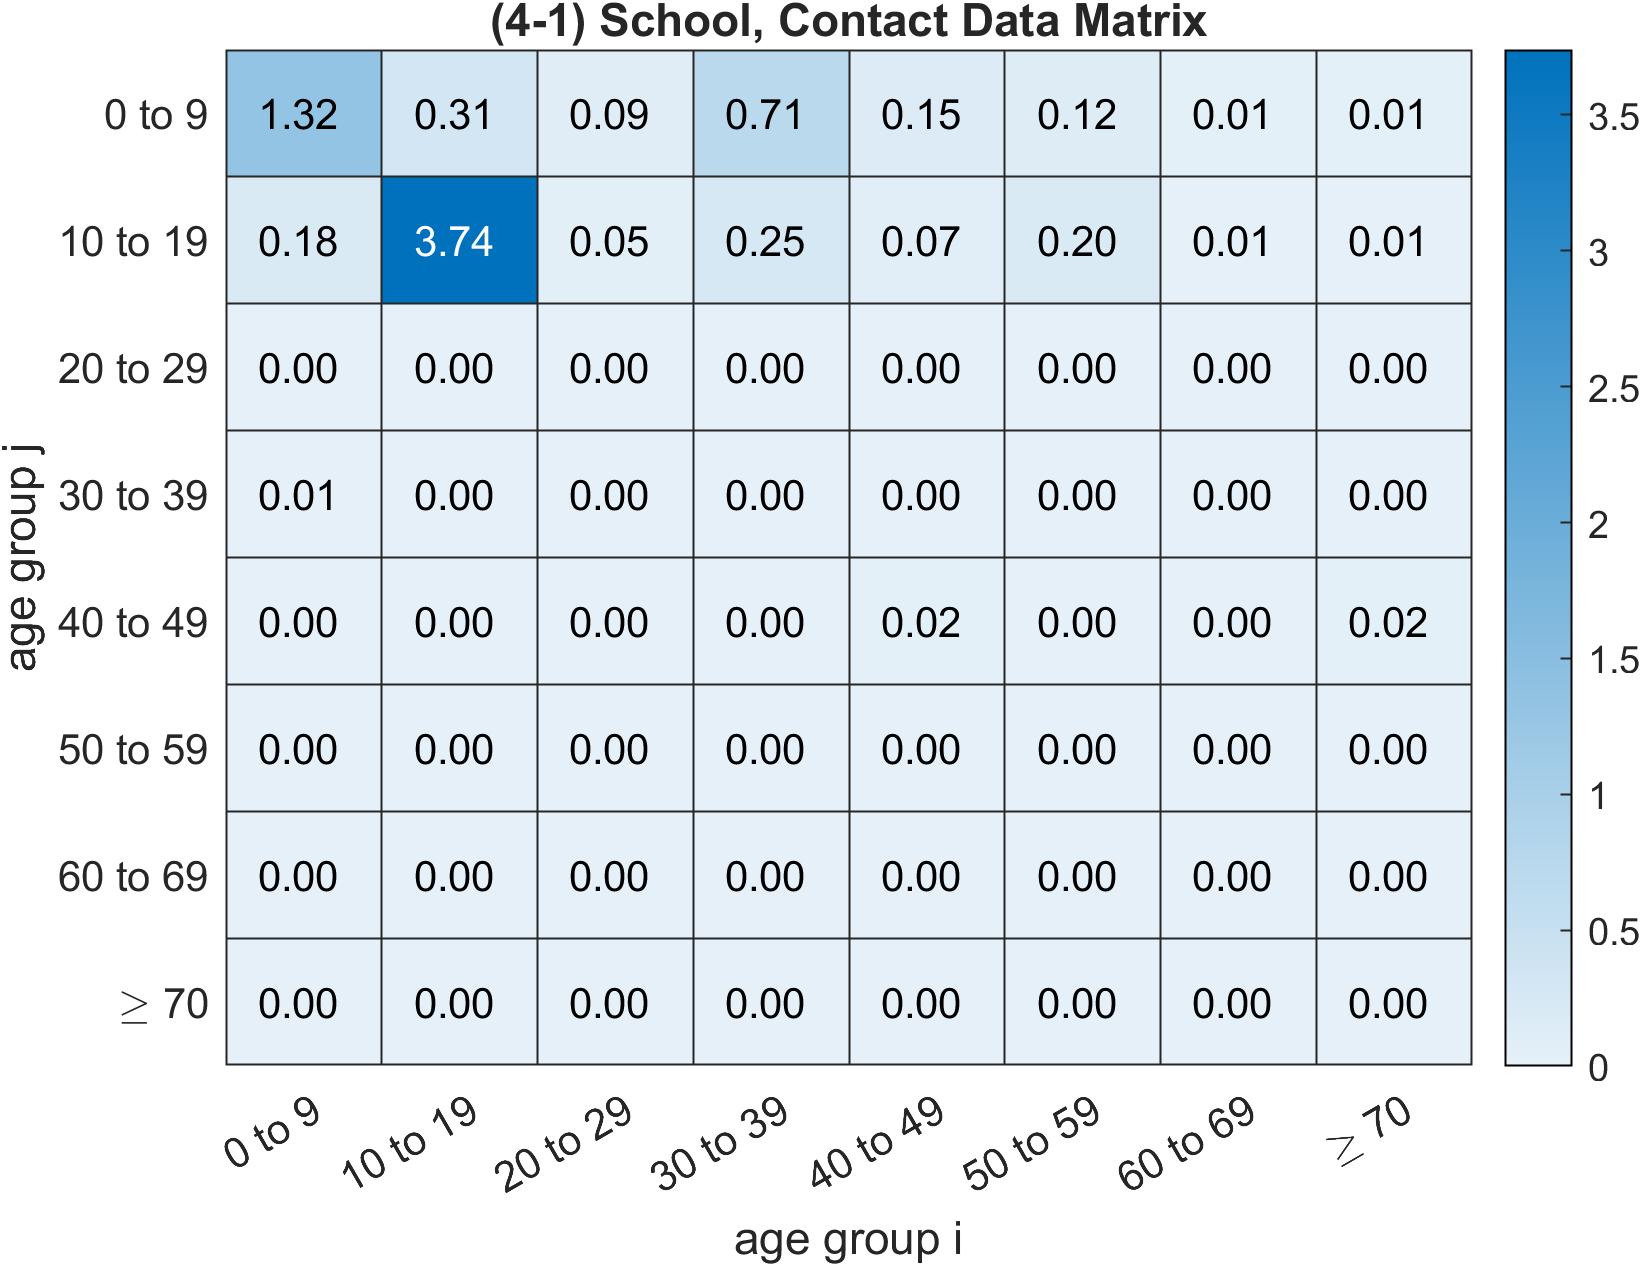 (4-1) School, Contact Data Matrix
0 to 9 1.32 0.31 0.09 0.71 0.15 0.12 0.01 0.01
10 to 19 0.18 3.74 0.05 0.25 0.07 0.20 0.01 0.01
20 to 29 0.00 0.00 0.00 0.00 0.00 0.00 0.00 0.00
30 to 39 0.01 0.00 0.00 0.00 0.00 0.00 0.00 0.00
40 to 49 0.00 0.00 0.00 0.00 0.02 0.00 0.00 0.02
50 to 59 0.00 0.00 0.00 0.00 0.00 0.00 0.00 0.00
60 to 69 0.00 0.00 0.00 0.00 0.00 0.00 0.00 0.00
≥ 70 0.00 0.00 0.00 0.00 0.00 0.00 0.00 0.00
0 to 9 10 to 19 20 to 29 30 to 39 40 to 49 50 to 59 60 to 69 ≥ 70
age group i
age group j
3.5
3
2.5
2
1.5
1
0.5
0